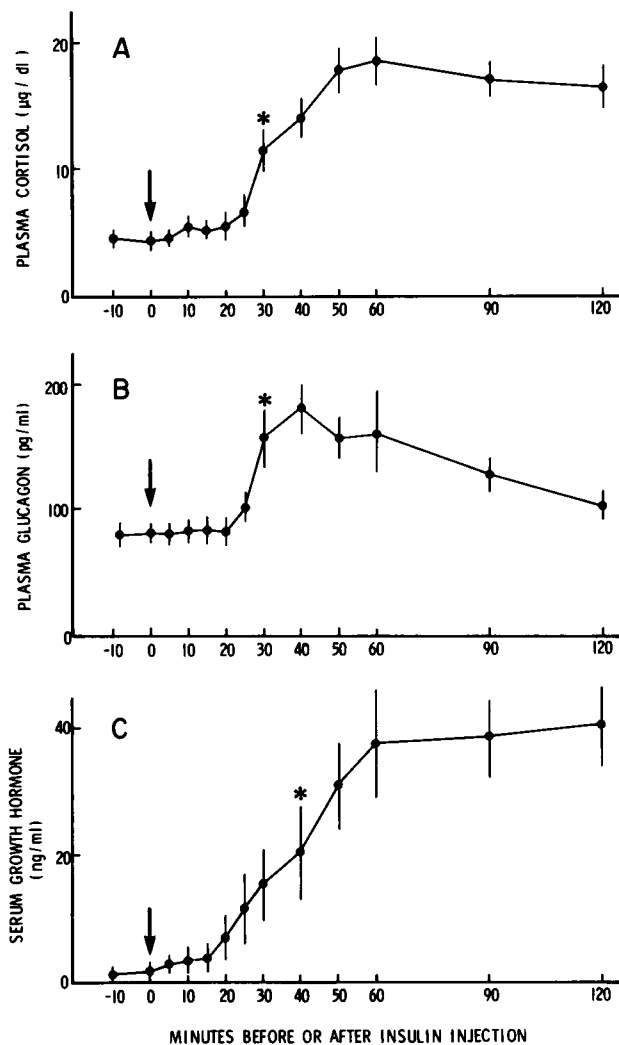 A
PLASMA CORTISOL (μg / dl)
20
10
0
*
-10 0 10 20 30 40 50 60 90 120
B
PLASMA GLUCAGON (pg/ml)
200
100
0
*
-10 0 10 20 30 40 50 60 90 120
C
SERUM GROWTH HORMONE
(ng/ml)
40
20
0
*
-10 0 10 20 30 40 50 60 90 120
MINUTES BEFORE OR AFTER INSULIN INJECTION